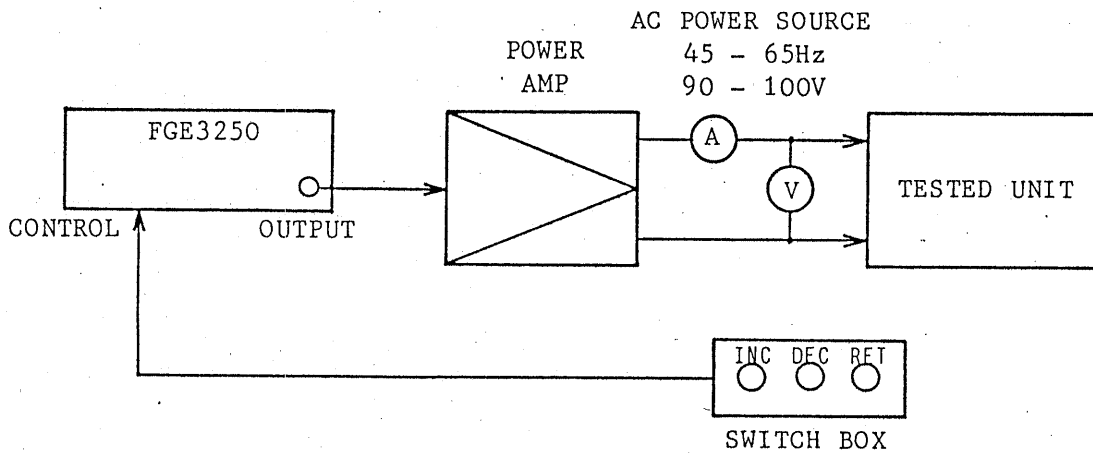 AC POWER SOURCE
45 - 65Hz
90 - 100V
POWER
AMP
FGE3250
A
V
TESTED UNIT
CONTROL
OUTPUT
INC DEC RET
SWITCH BOX